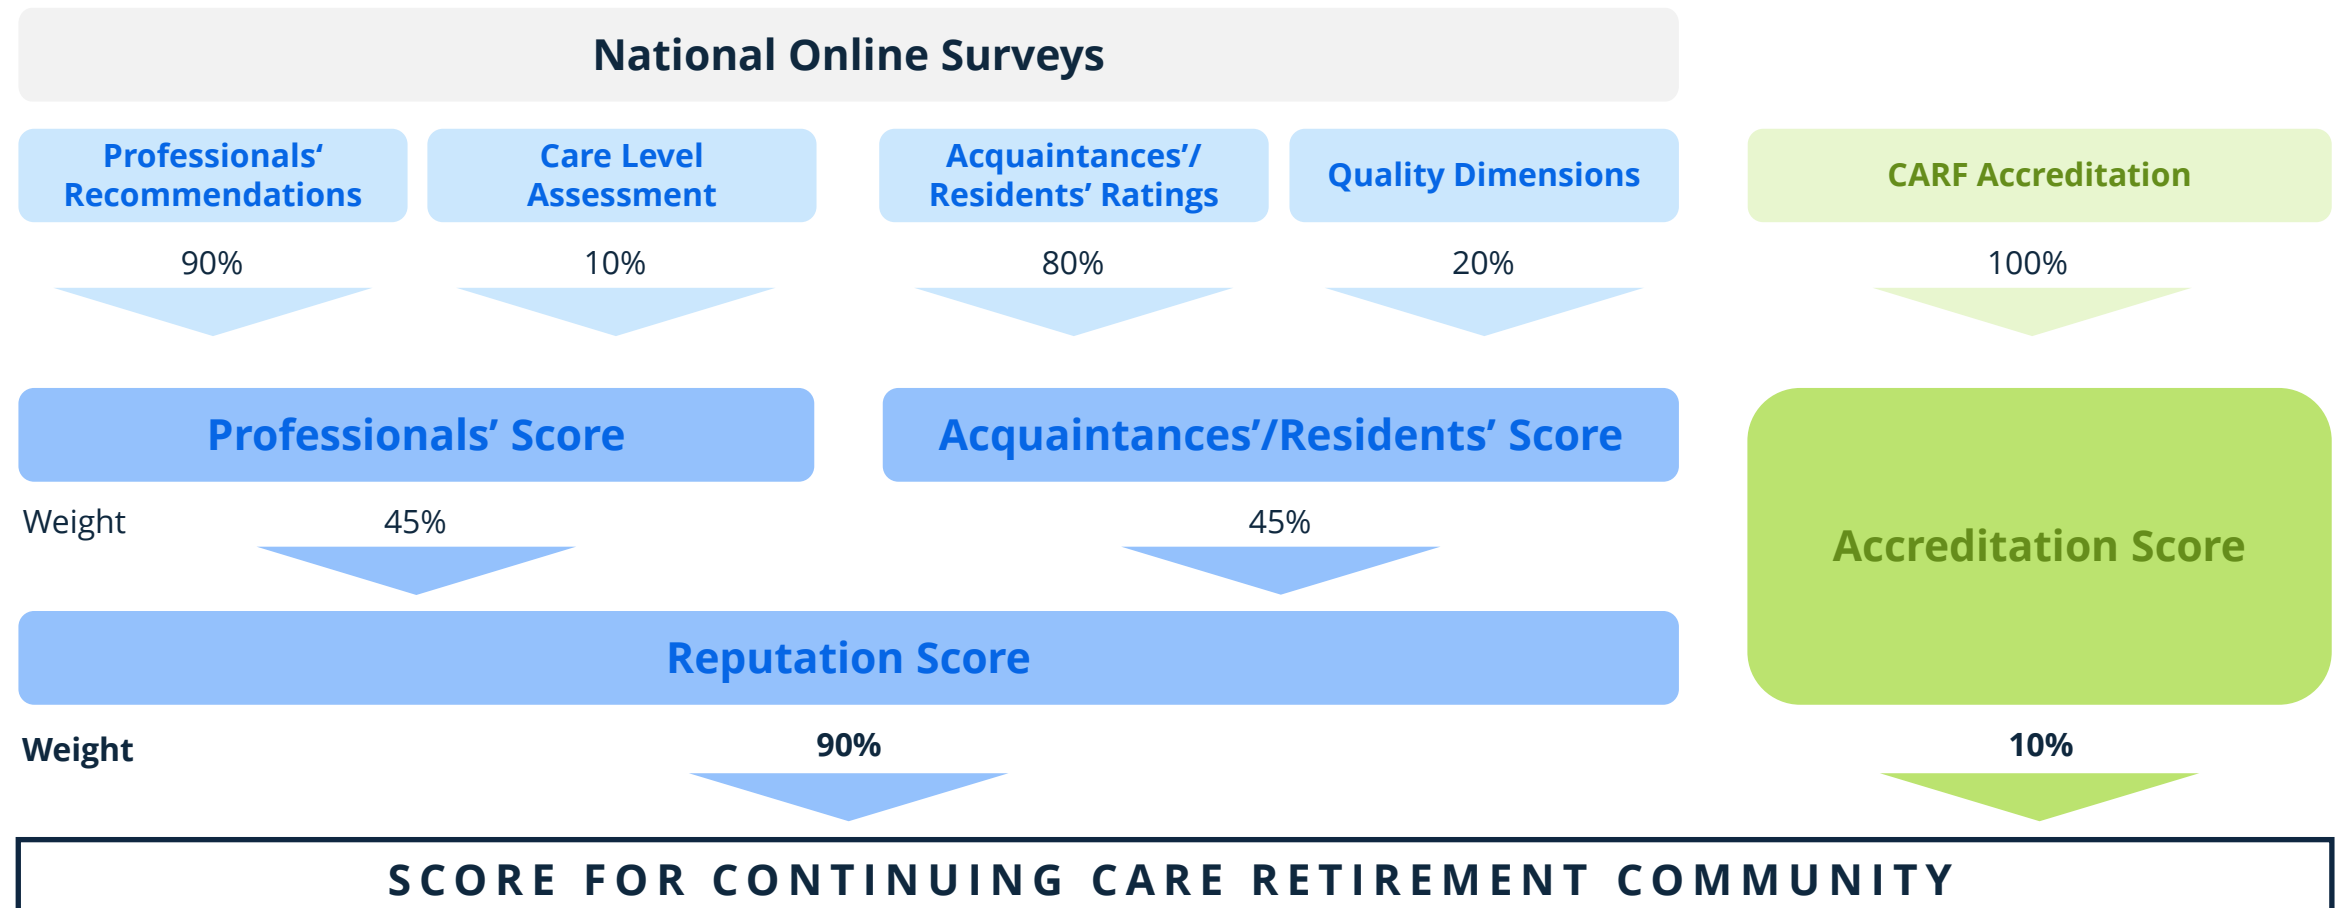 National Online Surveys
Professionals‘
Recommendations
Care Level
Assessment
Acquaintances’/
Residents’ Ratings
Quality Dimensions
CARF Accreditation
90%
10%
80%
20%
100%
Professionals’ Score
Acquaintances’/Residents’ Score
Accreditation Score
Weight
45%
45%
Reputation Score
Weight
90%
10%
SCORE FOR CONTINUING CARE RETIREMENT COMMUNITY